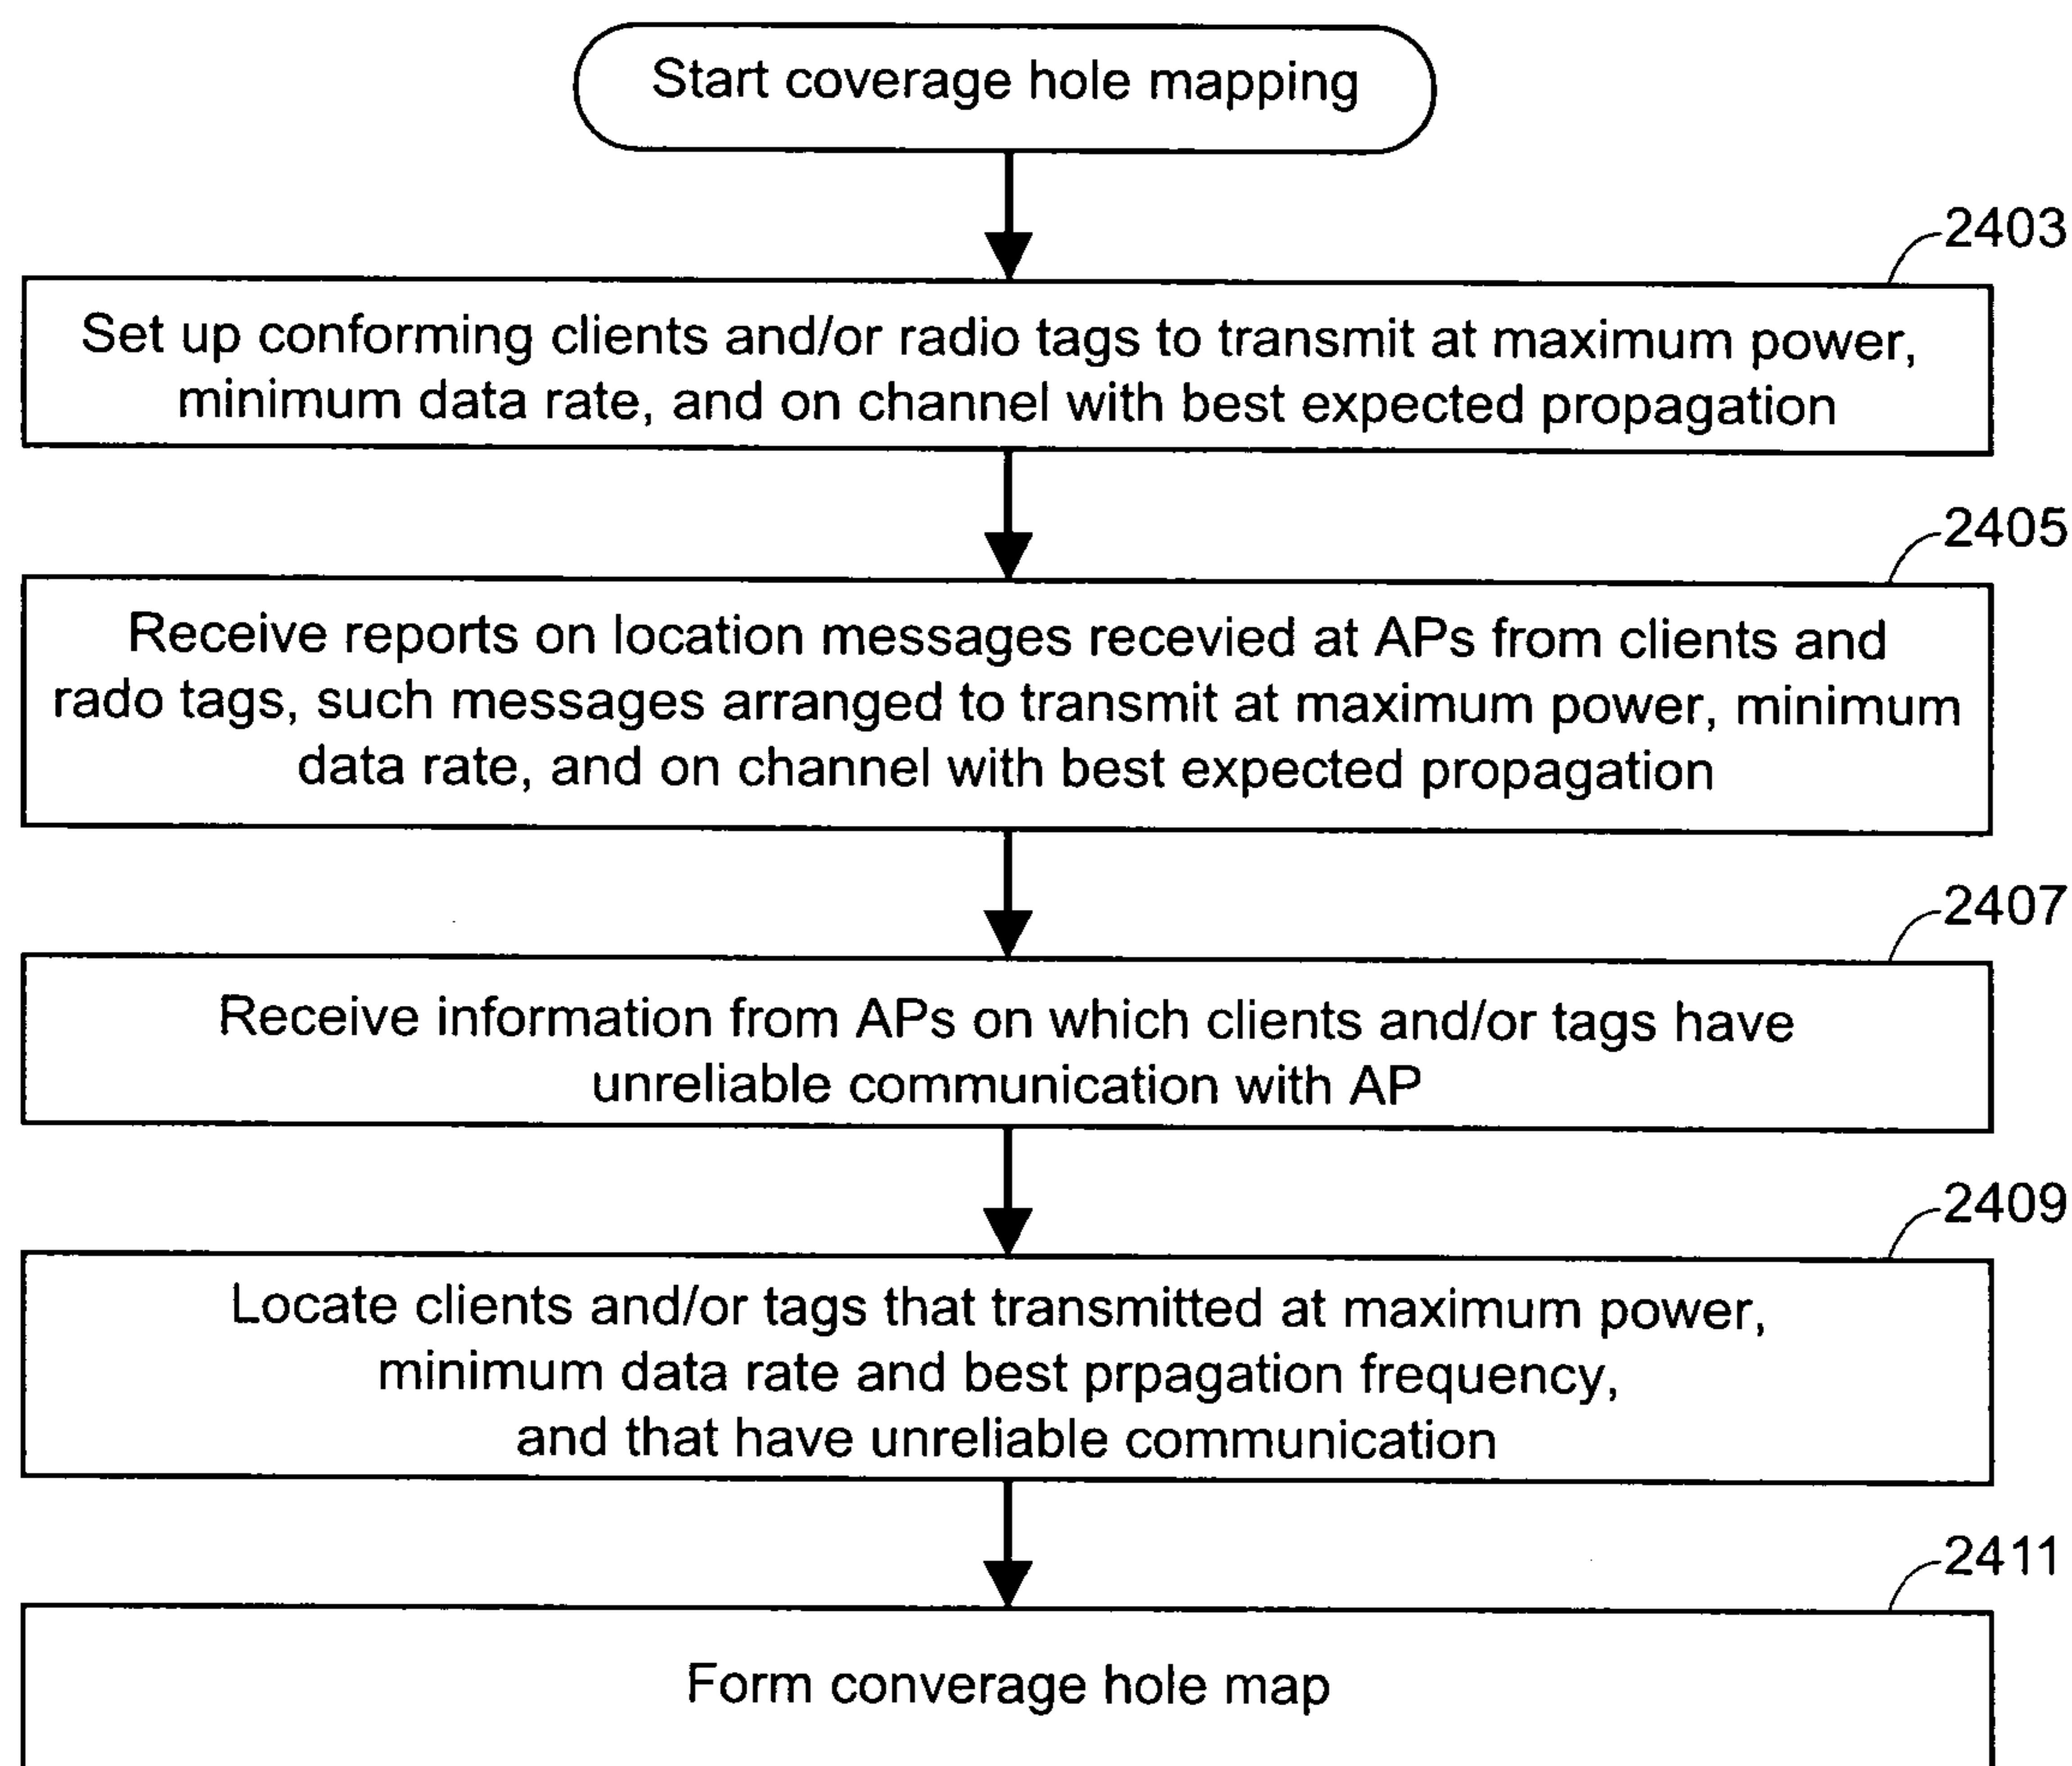 Start coverage hole mapping
2403
Set up conforming clients and/or radio tags to transmit at maximum power,
minimum data rate, and on channel with best expected propagation
2405
Receive reports on location messages recevied at APs from clients and
rado tags, such messages arranged to transmit at maximum power, minimum
data rate, and on channel with best expected propagation
2407
Receive information from APs on which clients and/or tags have
unreliable communication with AP
2409
Locate clients and/or tags that transmitted at maximum power,
minimum data rate and best prpagation frequency,
and that have unreliable communication
2411
Form converage hole map